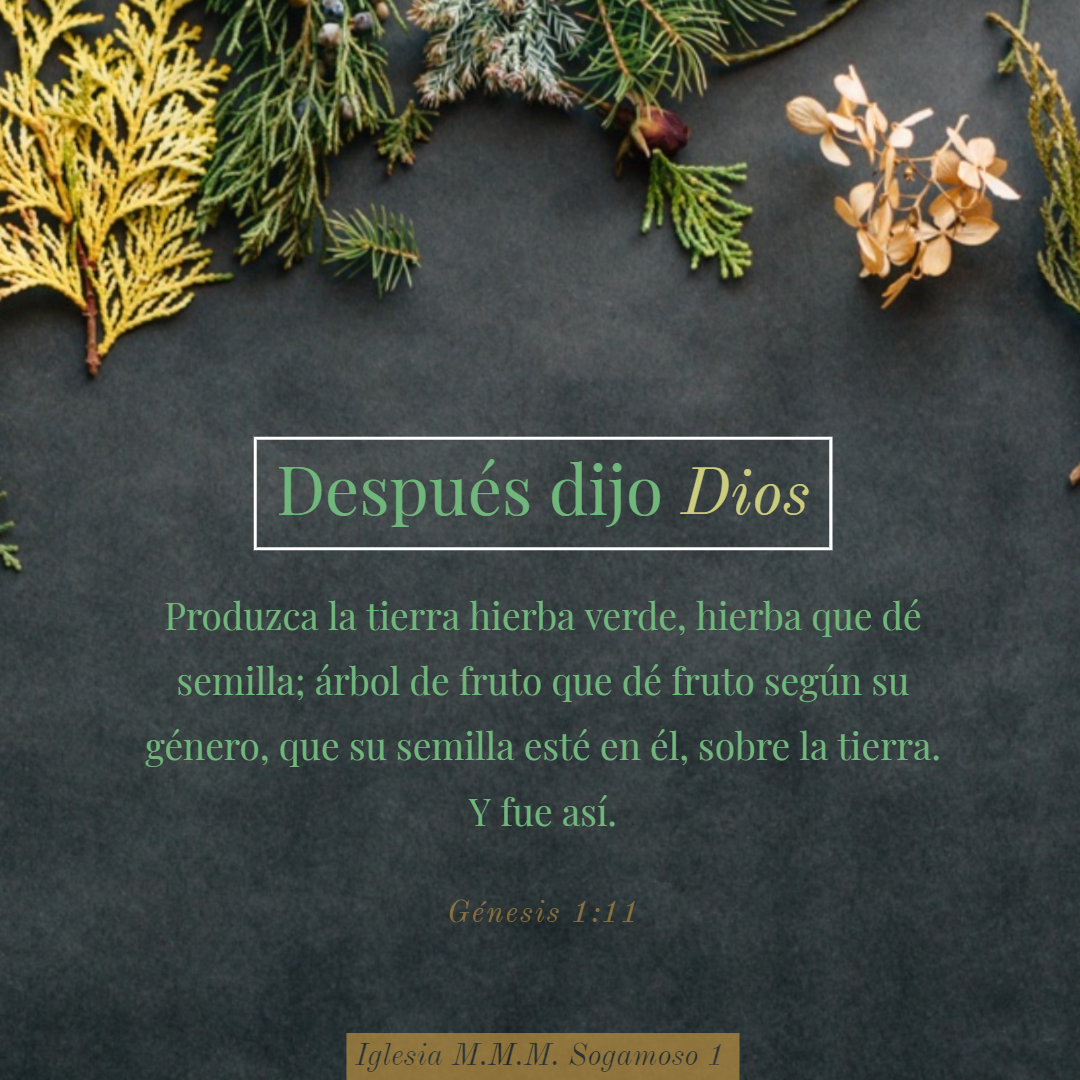 Después dijo Dios
Produzca la tierra hierba verde, hierba que dé
semilla; árbol de fruto que dé fruto según su
género, que su semilla esté en él, sobre la tierra.
Y fue así.
Génesis 1:11
Iglesia M.M.M. Sogamoso 1